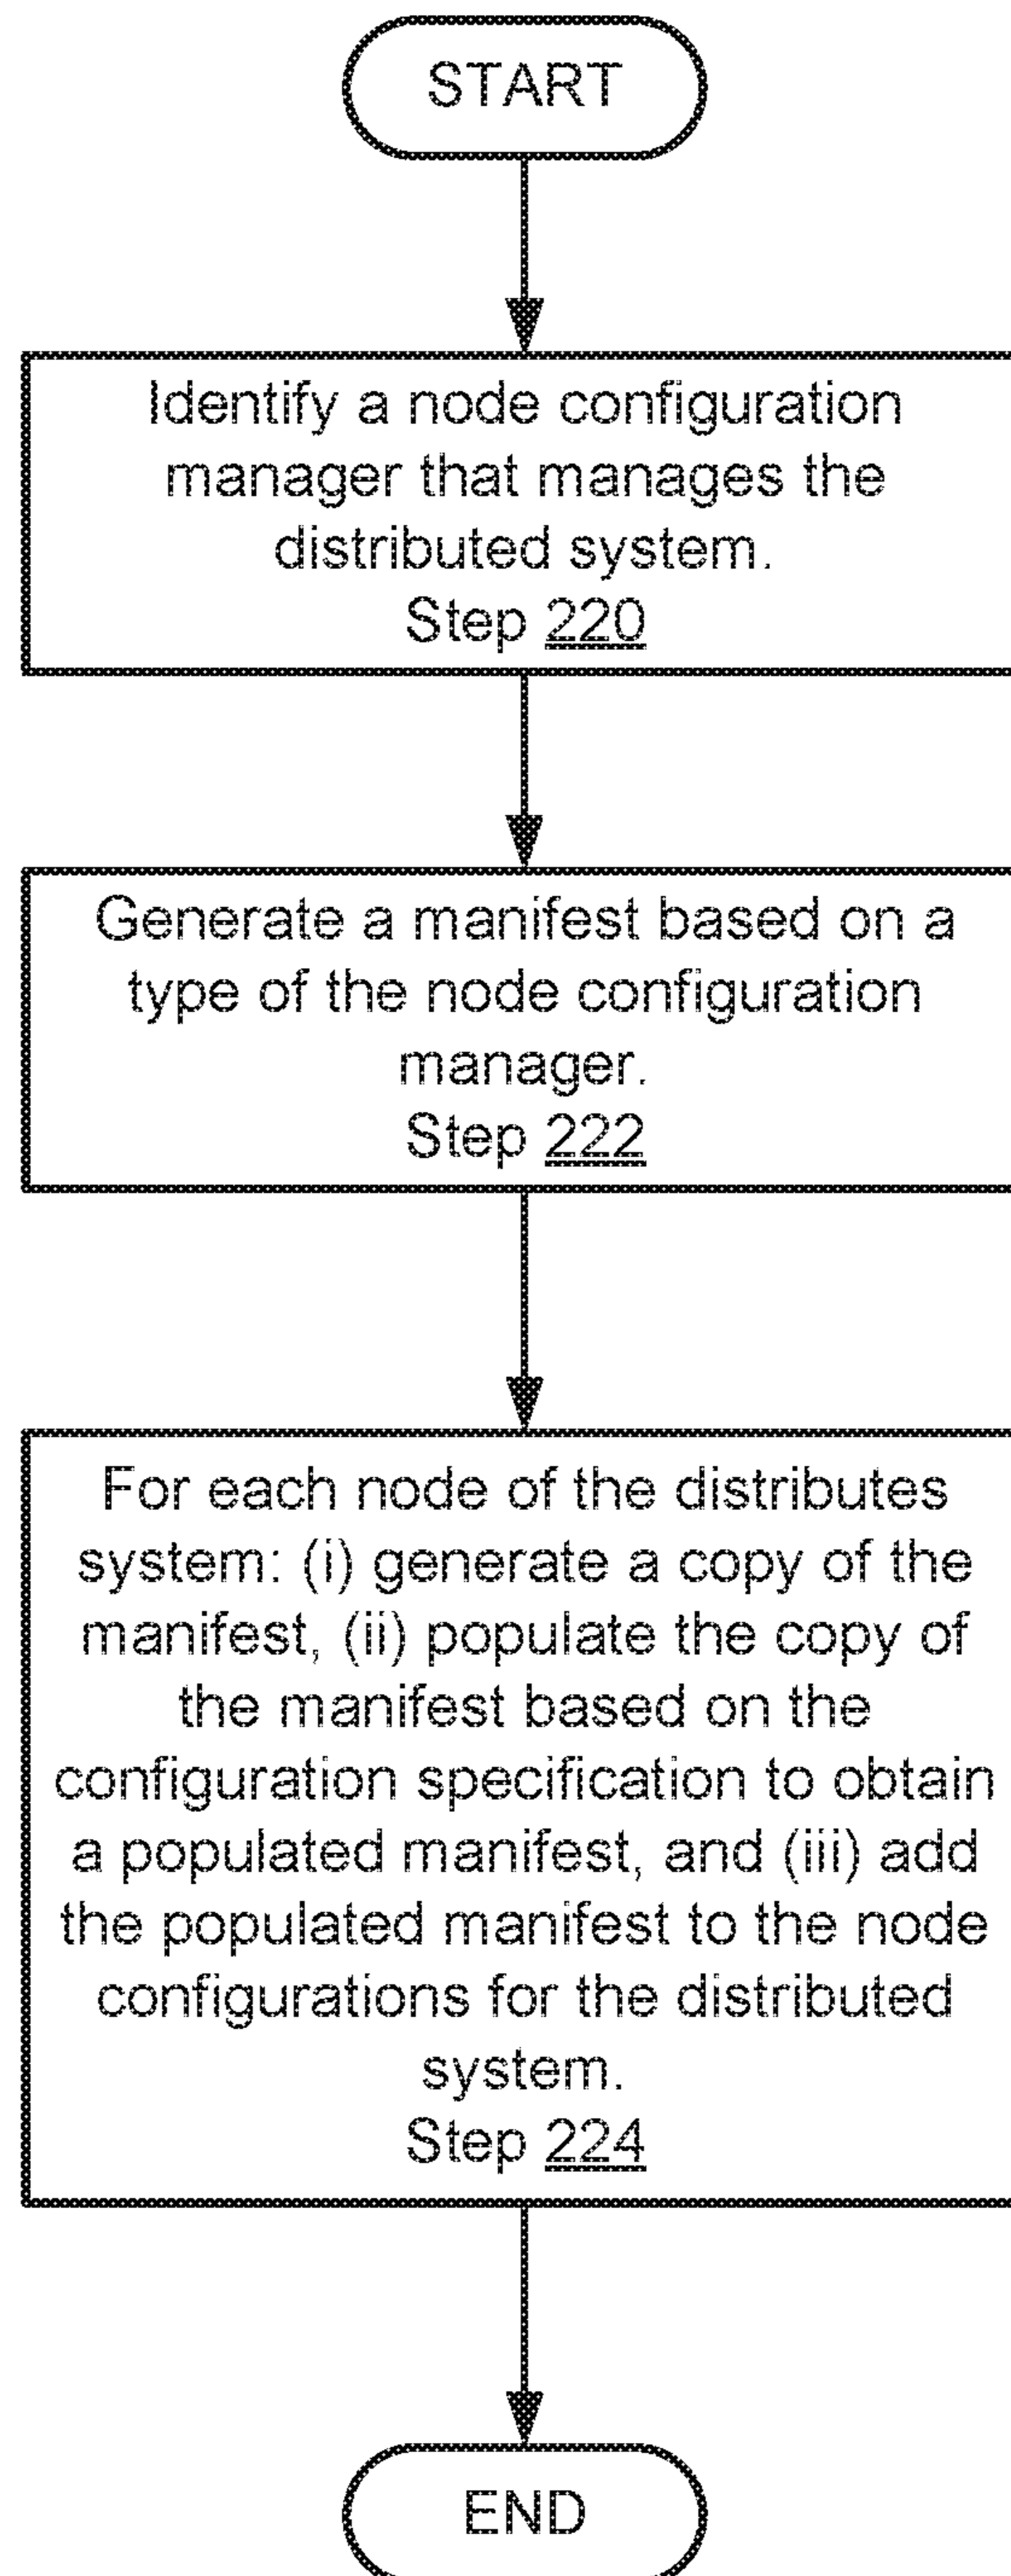 START
Identify a node configuration
manager that manages the
distributed system.
Step 220
Generate a manifest based on a
type of the node configuration
manager.
Step 222
For each node of the distributes
system: (i) generate a copy of the
manifest, (ii) populate the copy of
the manifest based on the
configuration specification to obtain
a populated manifest, and (iii) add
the populated manifest to the node
configurations for the distributed
system.
Step 224
END